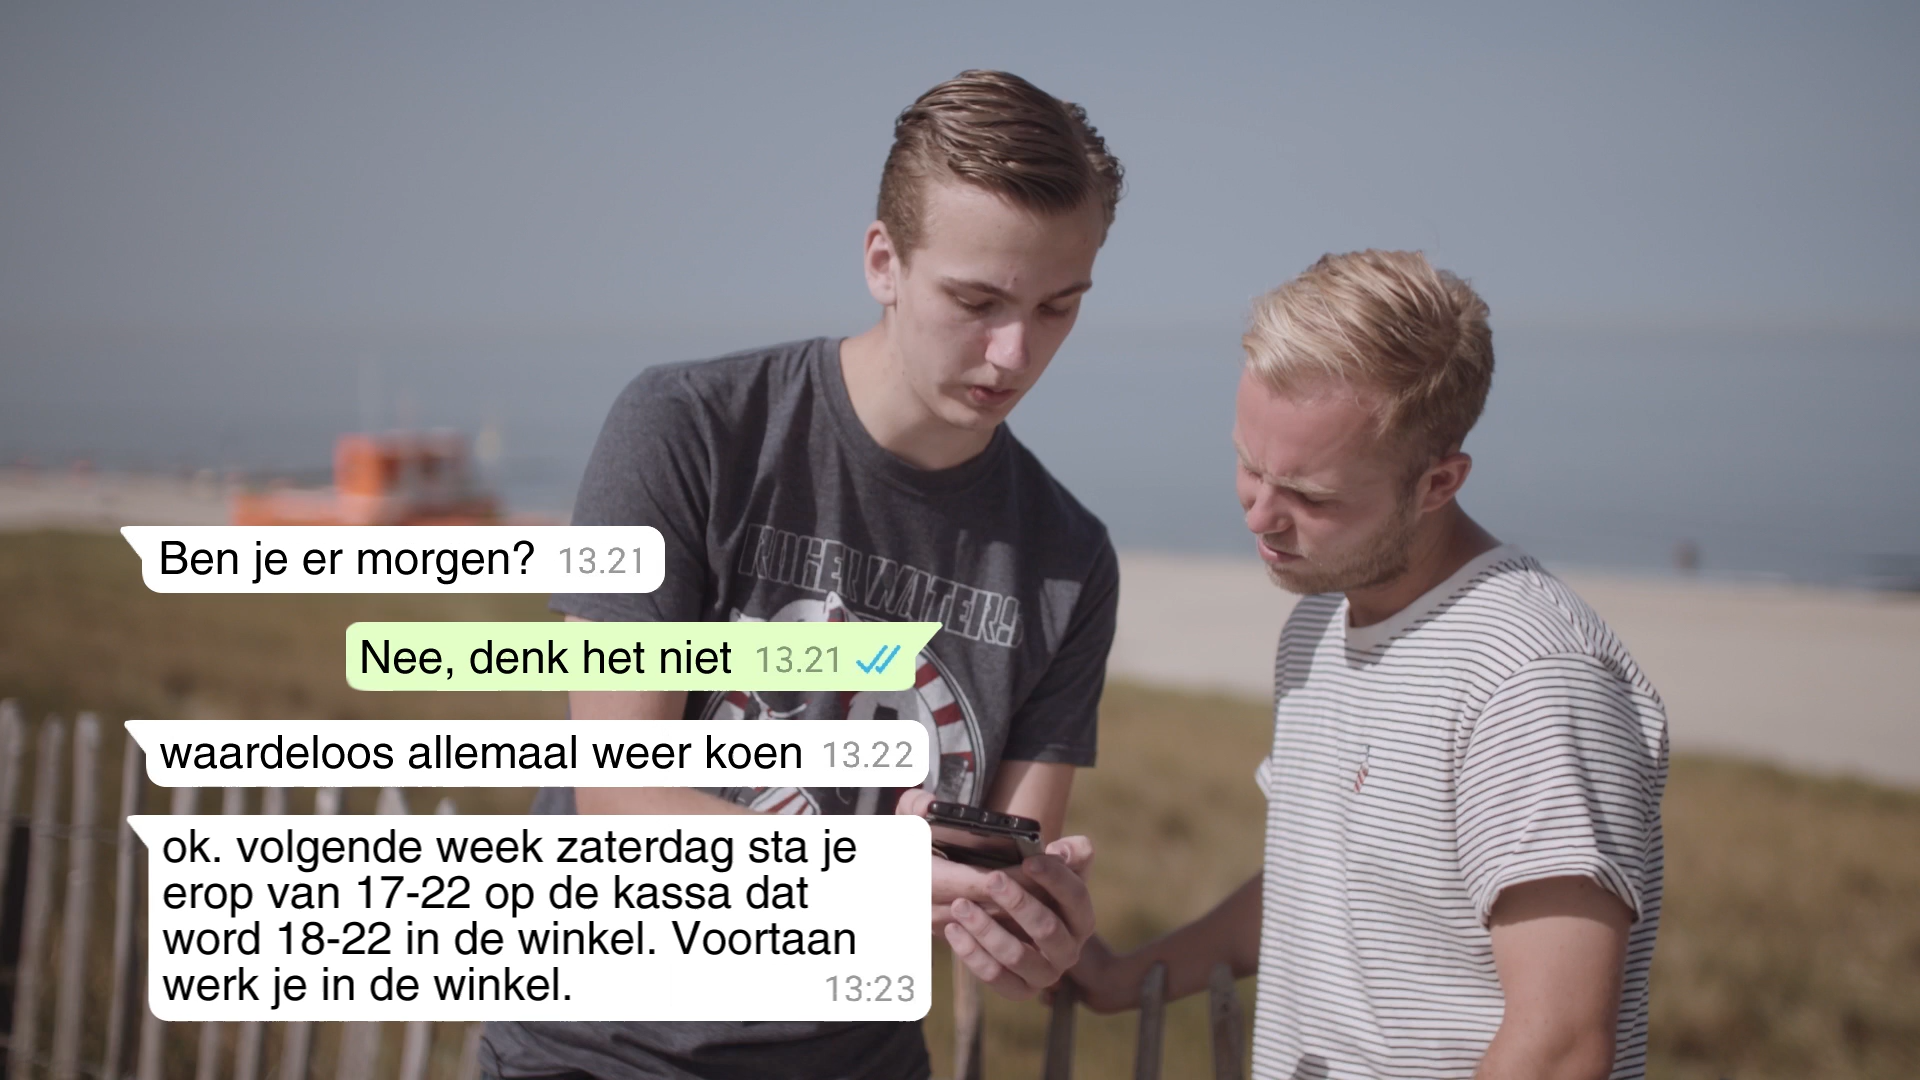 Ben je er morgen? 13.21
Nee, denk het niet 13.21
waardeloos allemaal weer koen 13.22
ok. volgende week zaterdag sta je
erop van 17-22 op de kassa dat
word 18-22 in de winkel. Voortaan
werk je in de winkel. 13:23
ROGER WATERS